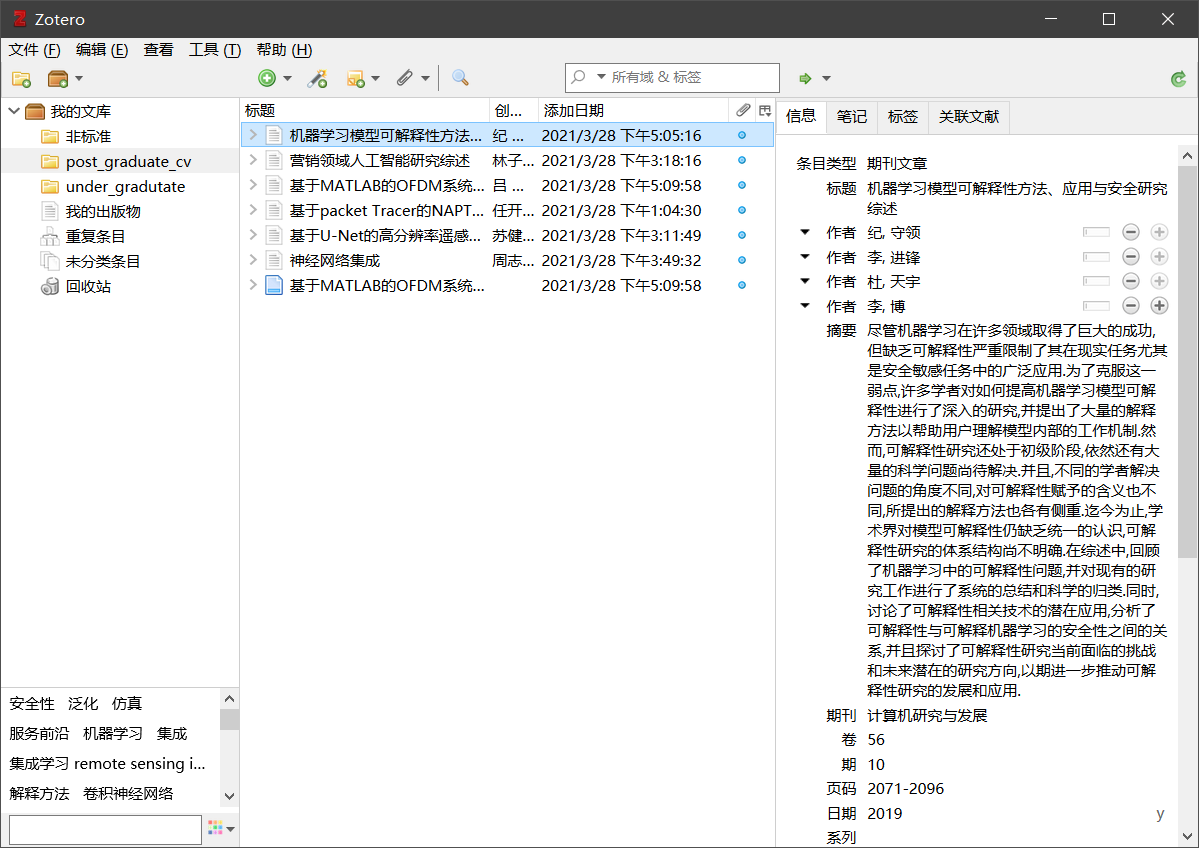 Zotero
文件 (F) 编辑 (E) 查看 工具 (T) 帮助 (H)
所有域 & 标签
我的文库
非标准
post_graduate_cv
under_gradutate
我的出版物
重复条目
未分类条目
回收站
安全性 泛化 仿真
服务前沿 机器学习 集成
集成学习 remote sensing i...
解释方法 卷积神经网络
标题 创... 添加日期
机器学习模型可解释性方法... 纪 ... 2021/3/28 下午5:05:16
营销领域人工智能研究综述 林子... 2021/3/28 下午3:18:16
基于MATLAB的OFDM系统... 吕 ... 2021/3/28 下午5:09:58
基于packet Tracer的NAPT... 任开... 2021/3/28 下午1:04:30
基于U-Net的高分辨率遥感... 苏健... 2021/3/28 下午3:11:49
神经网络集成 周志... 2021/3/28 下午3:49:32
基于MATLAB的OFDM系统... 2021/3/28 下午5:09:58
信息 笔记 标签 关联文献
条目类型 期刊文章
标题 机器学习模型可解释性方法、应用与安全研究
综述
作者 纪, 守领
作者 李, 进锋
作者 杜, 天宇
作者 李, 博
摘要 尽管机器学习在许多领域取得了巨大的成功,
但缺乏可解释性严重限制了其在现实任务尤其
是安全敏感任务中的广泛应用.为了克服这一
弱点,许多学者对如何提高机器学习模型可解
释性进行了深入的研究,并提出了大量的解释
方法以帮助用户理解模型内部的工作机制.然
而,可解释性研究还处于初级阶段,依然还有大
量的科学问题尚待解决.并且,不同的学者解决
问题的角度不同,对可解释性赋予的含义也不
同,所提出的解释方法也各有侧重.迄今为止,学
术界对模型可解释性仍缺乏统一的认识,可解
释性研究的体系结构尚不明确.在综述中,回顾
了机器学习中的可解释性问题,并对现有的研
究工作进行了系统的总结和科学的归类.同时,
讨论了可解释性相关技术的潜在应用,分析了
可解释性与可解释机器学习的安全性之间的关
系,并且探讨了可解释性研究当前面临的挑战
和未来潜在的研究方向,以期进一步推动可解
释性研究的发展和应用.
期刊 计算机研究与发展
卷 56
期 10
页码 2071-2096
日期 2019 y
系列